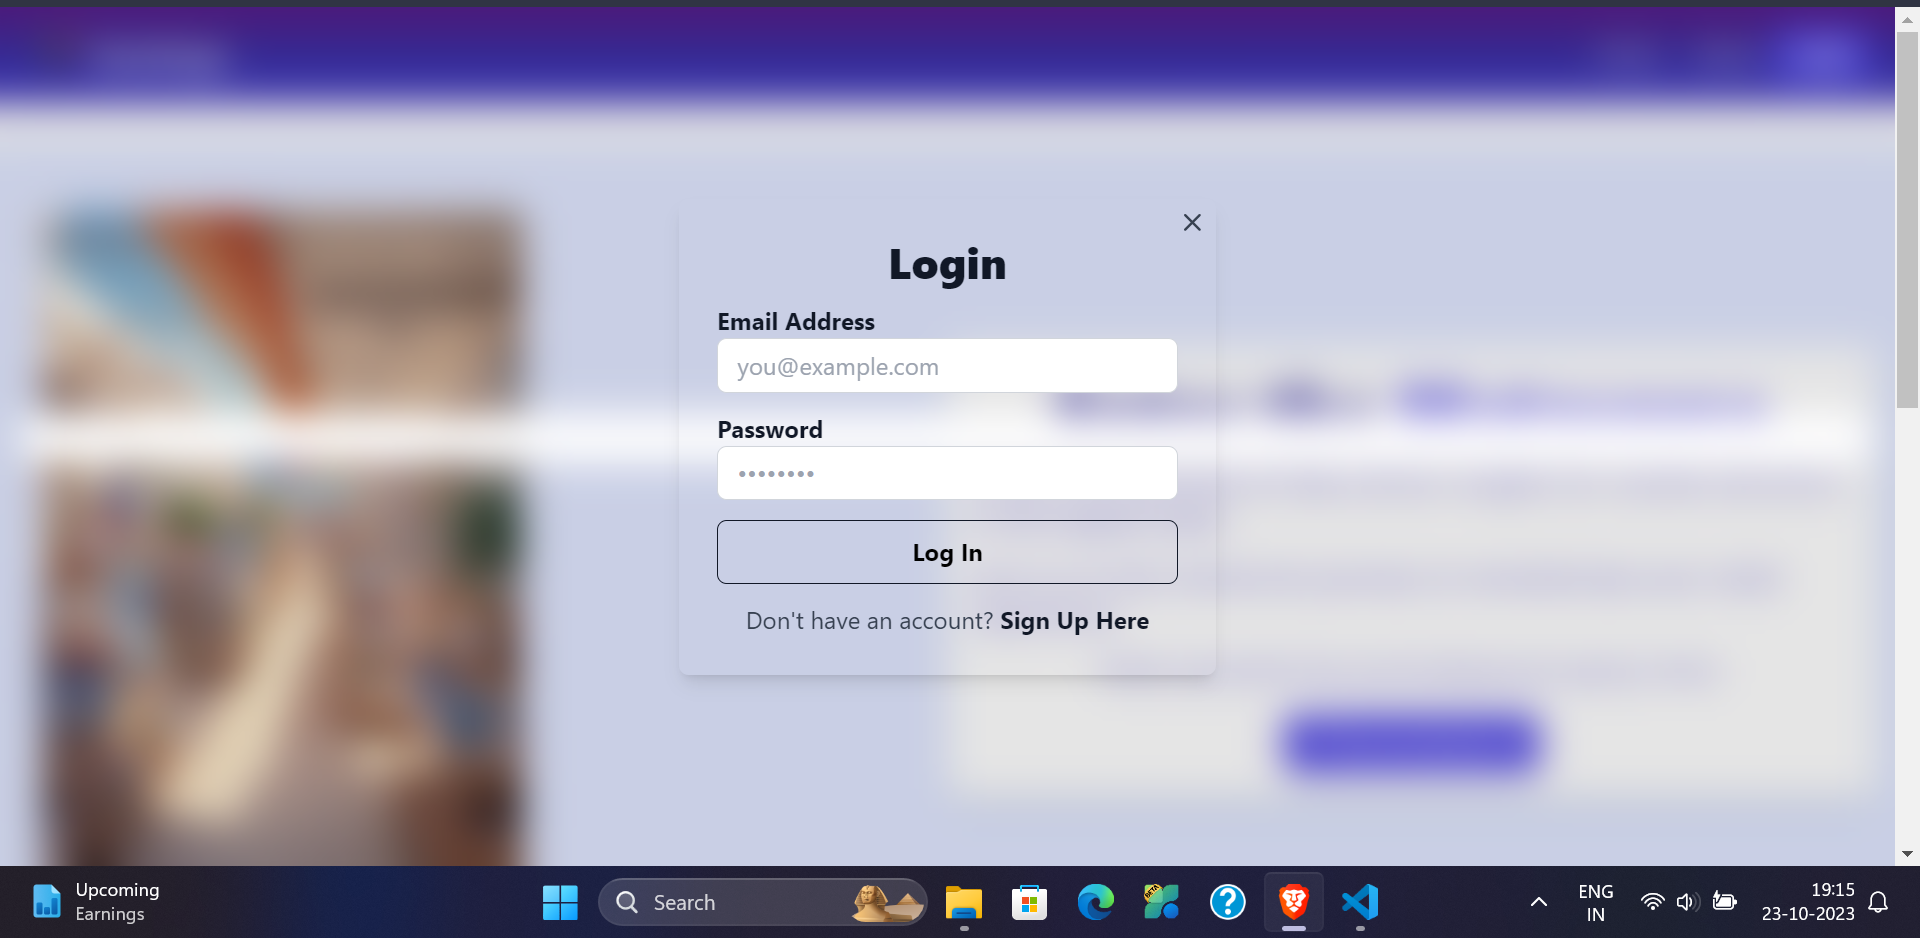 Login
Email Address
you@example.com
Password
••••••••
Log In
Don't have an account? Sign Up Here
Upcoming
Earnings
Search
BETA
ENG
IN
19:15
23-10-2023